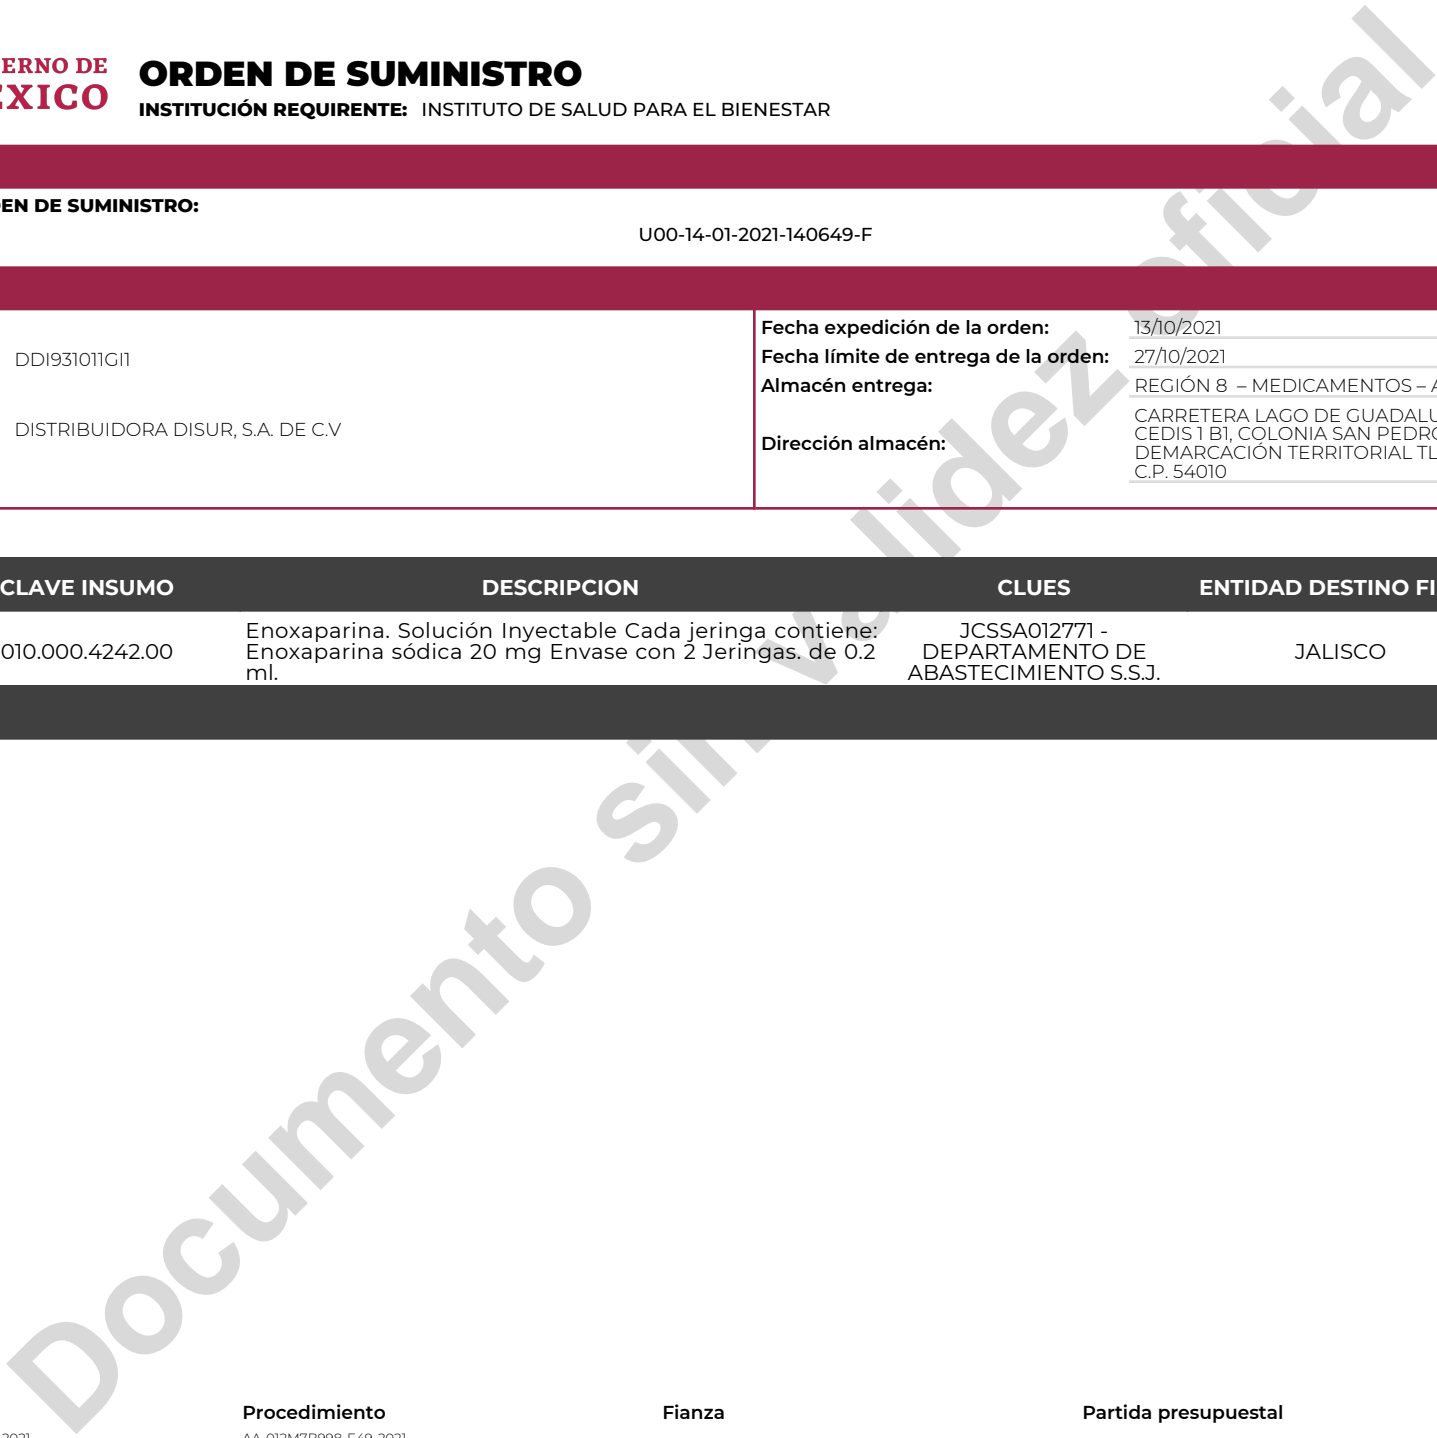 ERNO DE
ORDEN DE SUMINISTRO
INSTITUCIÓN REQUIRENTE: INSTITUTO DE SALUD PARA EL BIENESTAR
EN DE SUMINISTRO:
U00-14-01-2021-140649-F
DDI931011GI1
DISTRIBUIDORA DISUR, S.A. DE C.V
Fecha expedición de la orden: 13/10/2021
Fecha límite de entrega de la orden: 27/10/2021
Almacén entrega: REGIÓN 8 – MEDICAMENTOS –
Dirección almacén:
CARRETERA LAGO DE GUADALU
CEDIS 1 B1, COLONIA SAN PEDRO
DEMARCACIÓN TERRITORIAL TL
C.P. 54010
CLAVE INSUMO DESCRIPCION CLUES ENTIDAD DESTINO FI
010.000.4242.00
Enoxaparina. Solución Inyectable Cada jeringa contiene:
Enoxaparina sódica 20 mg Envase con 2 Jeringas. de 0.2
ml.
JCSSA012771 -
DEPARTAMENTO DE
ABASTECIMIENTO S.S.J.
JALISCO
Documento sin validez oficial
Procedimiento Fianza Partida presupuestal